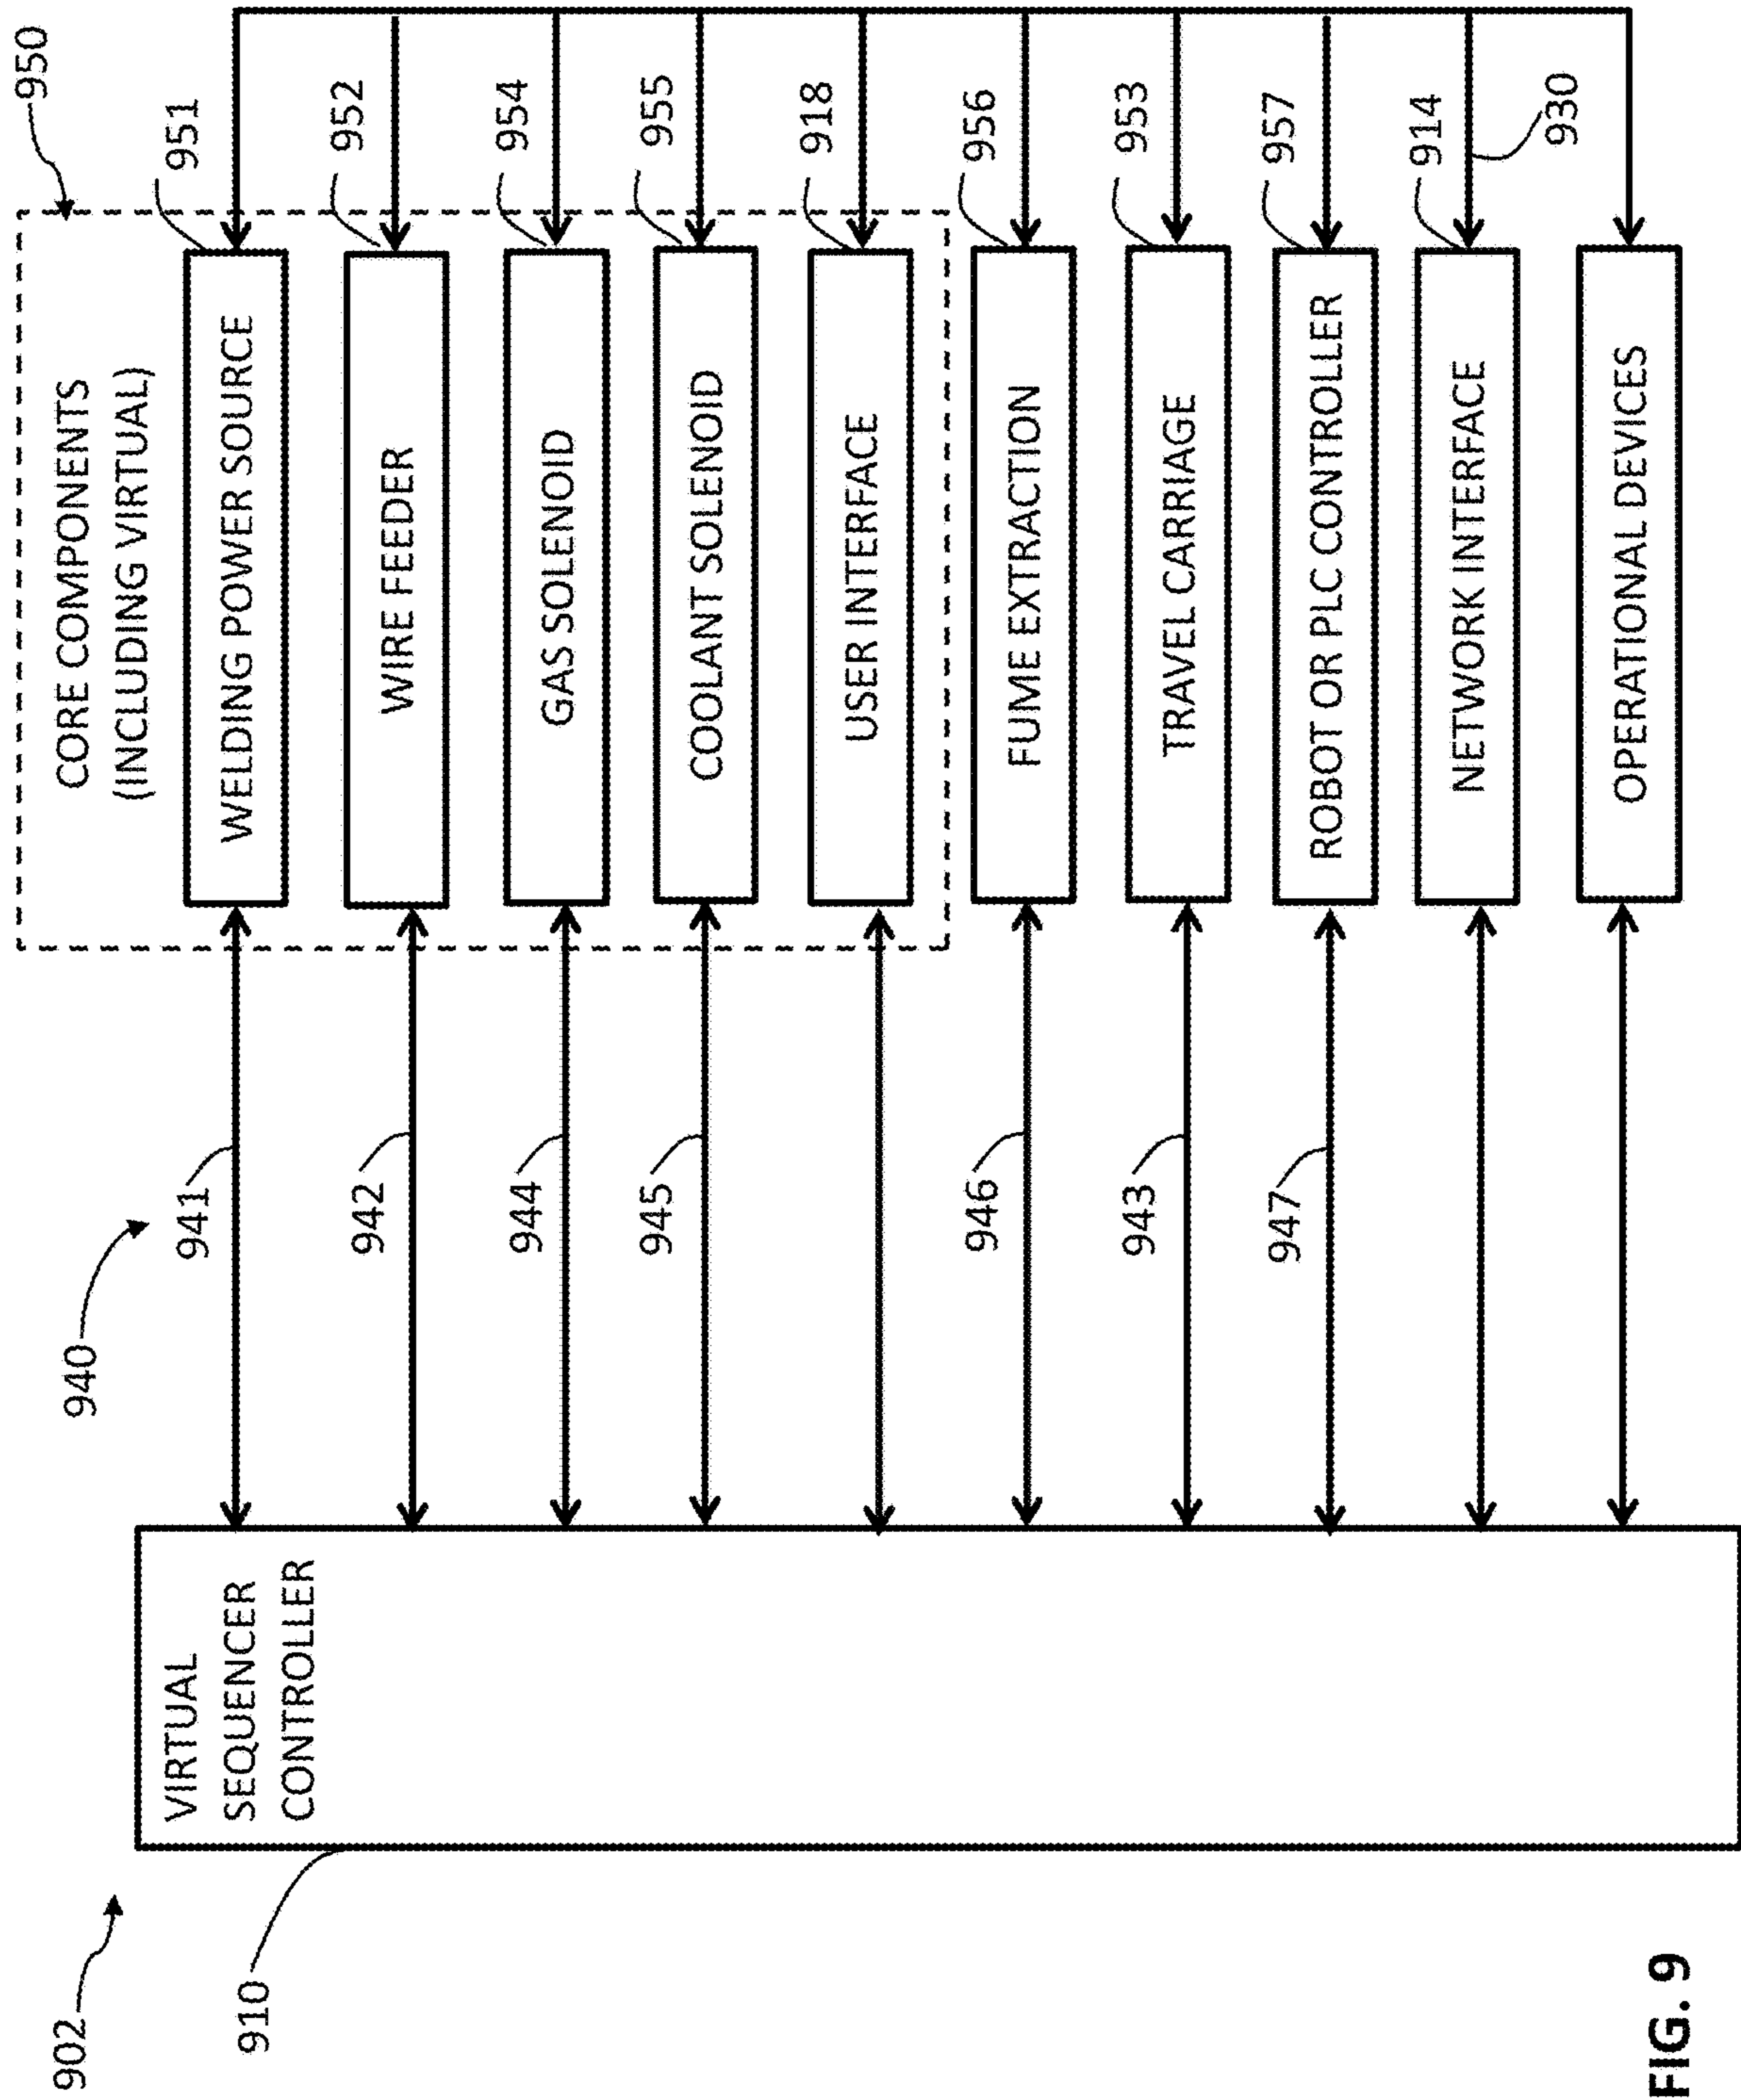 902
910
VIRTUAL
SEQUENCER
CONTROLLER
940
941
942
944
945
946
943
947
950
CORE COMPONENTS
(INCLUDING VIRTUAL)
WELDING POWER SOURCE
951
WIRE FEEDER
952
GAS SOLENOID
954
COOLANT SOLENOID
955
USER INTERFACE
918
FUME EXTRACTION
956
TRAVEL CARRIAGE
953
ROBOT OR PLC CONTROLLER
957
NETWORK INTERFACE
914
930
OPERATIONAL DEVICES
FIG. 9